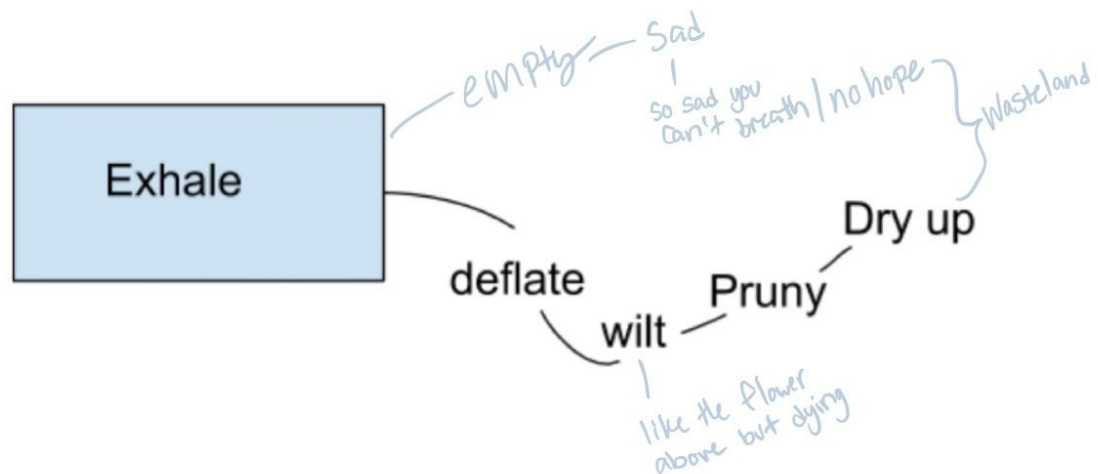 empty
Sad
so sad you
can't breath / no hope
Wasteland
Exhale
Dry up
deflate
Pruny
wilt
like the flower
above but dying